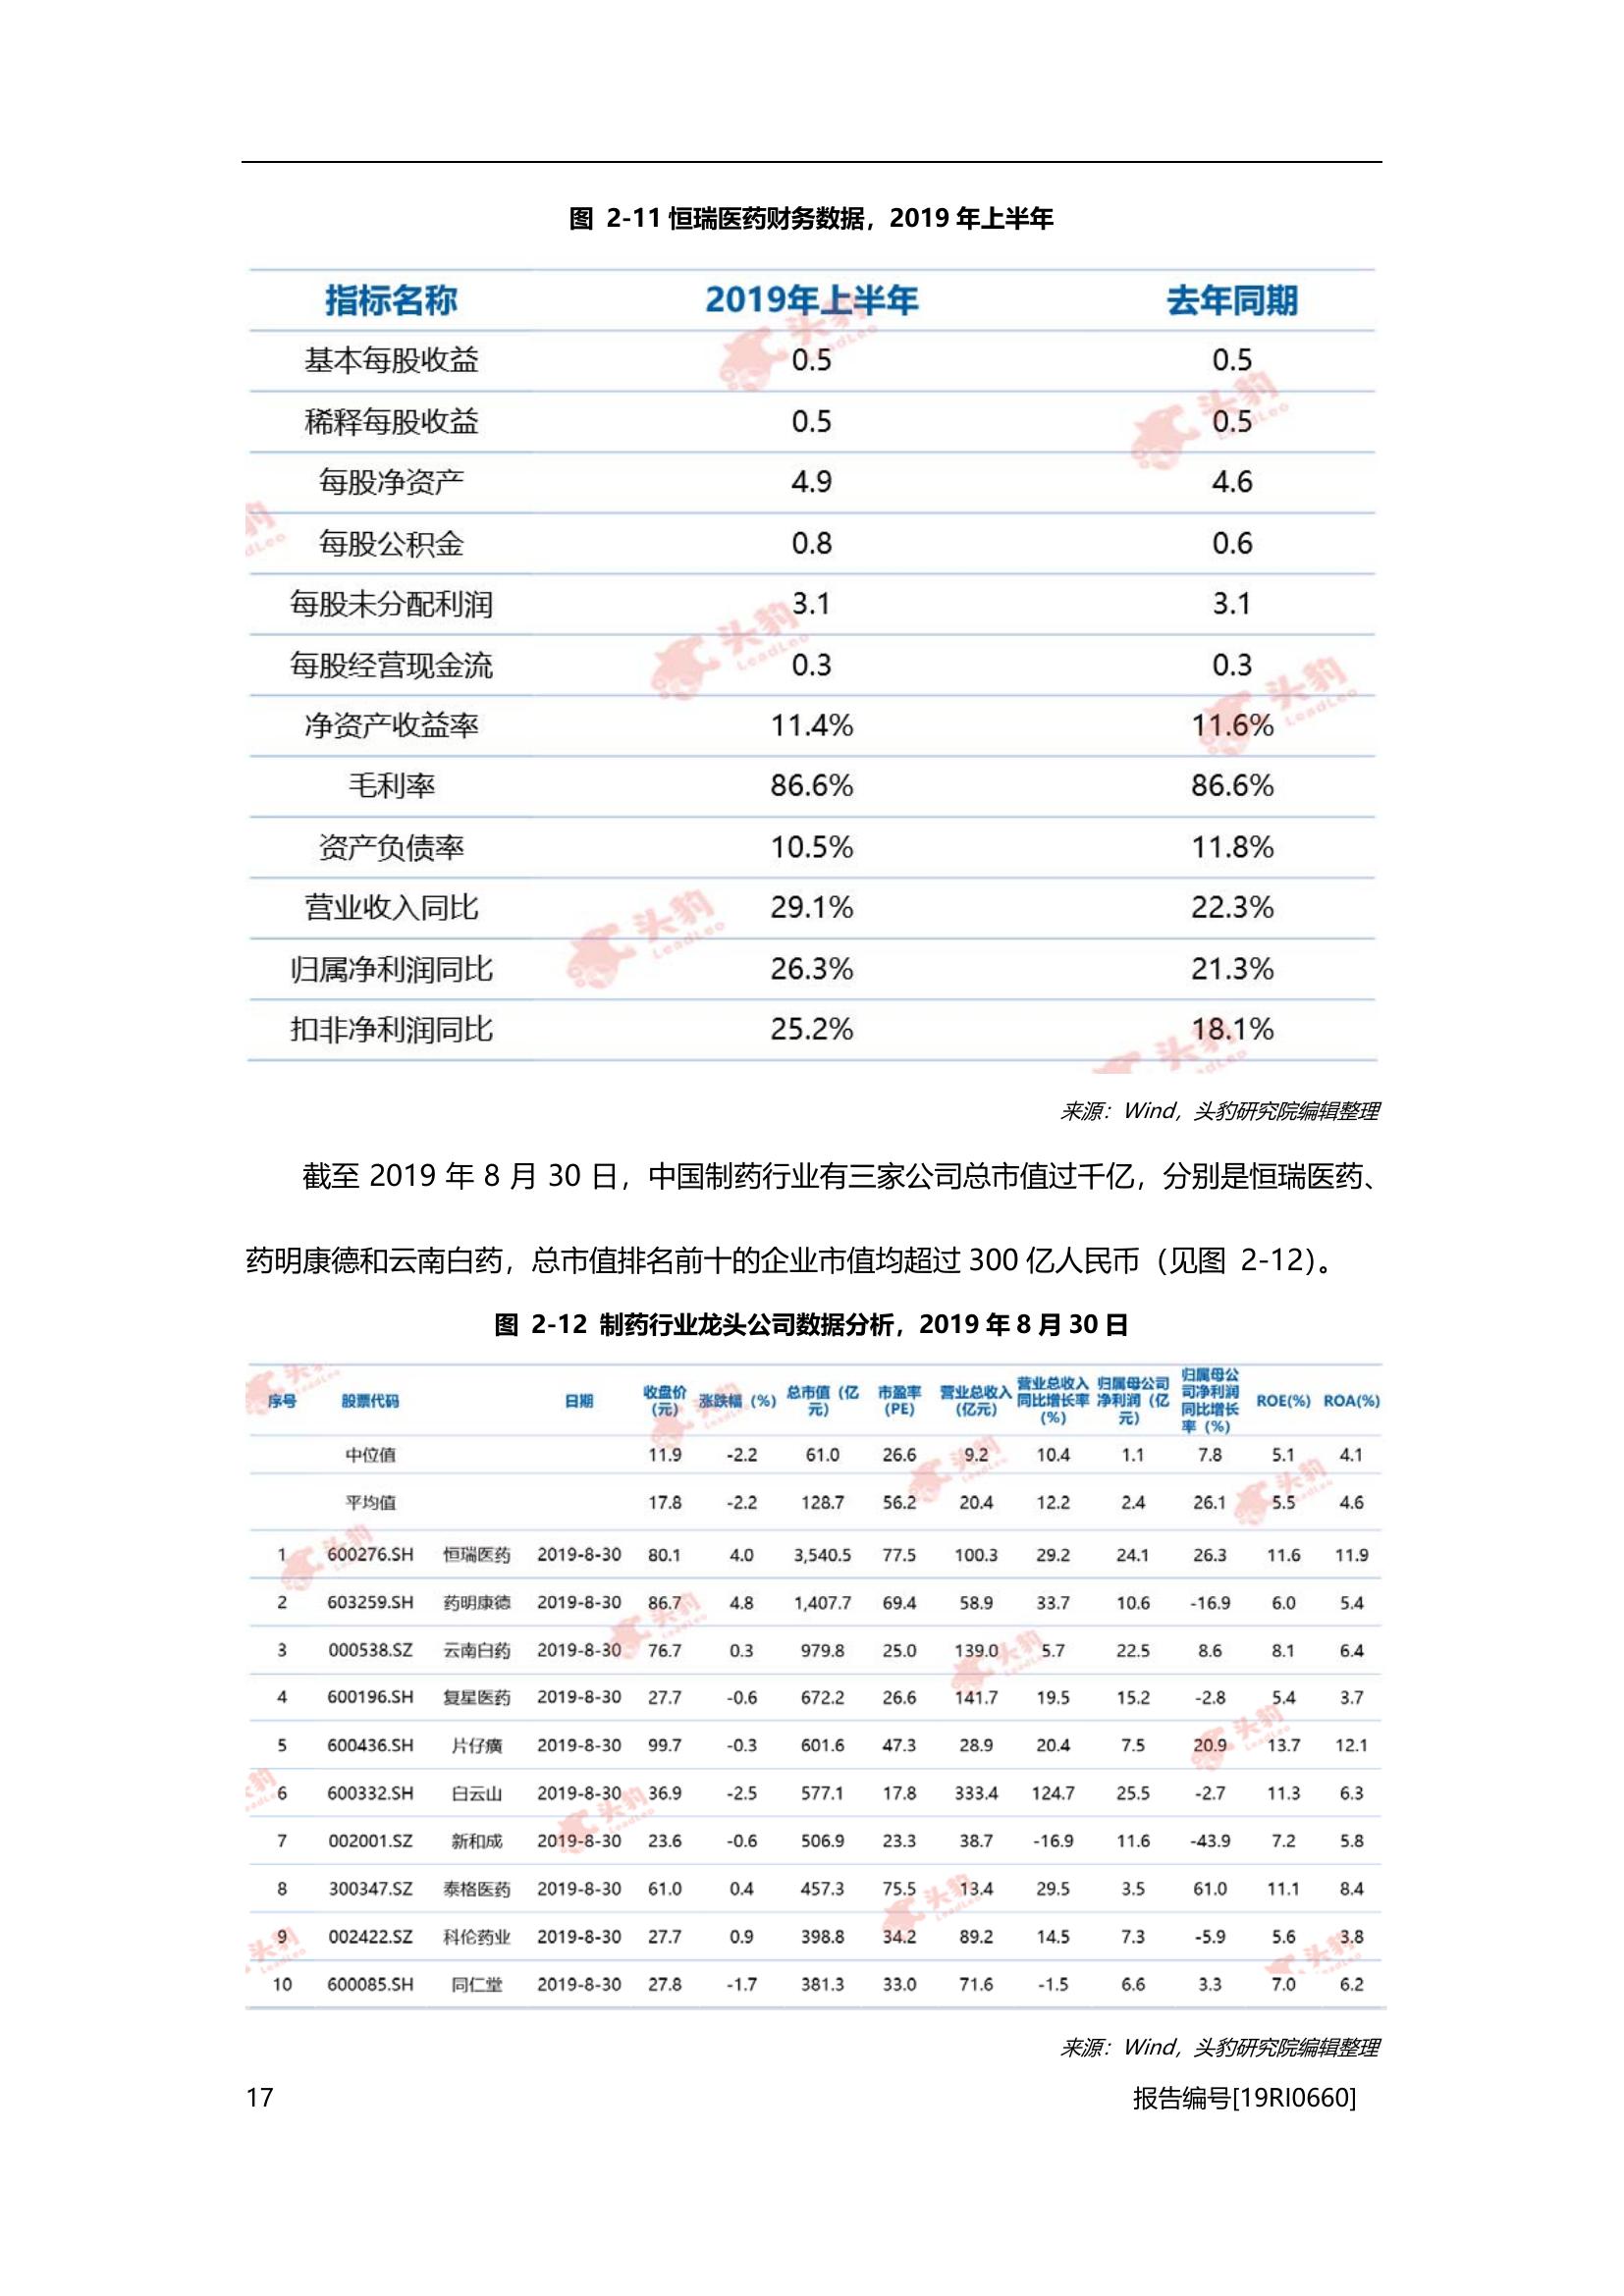 图 2-11 恒瑞医药财务数据，2019 年上半年
指标名称 2019年上半年 去年同期
基本每股收益 0.5 0.5
稀释每股收益 0.5 0.5
每股净资产 4.9 4.6
每股公积金 0.8 0.6
每股未分配利润 3.1 3.1
每股经营现金流 0.3 0.3
净资产收益率 11.4% 11.6%
毛利率 86.6% 86.6%
资产负债率 10.5% 11.8%
营业收入同比 29.1% 22.3%
归属净利润同比 26.3% 21.3%
扣非净利润同比 25.2% 18.1%
来源：Wind，头豹研究院编辑整理
截至 2019 年 8 月 30 日，中国制药行业有三家公司总市值过千亿，分别是恒瑞医药、
药明康德和云南白药，总市值排名前十的企业市值均超过 300 亿人民币（见图 2-12）。
图 2-12 制药行业龙头公司数据分析，2019 年 8 月 30 日
序号 股票代码 日期 收盘价（元） 涨跌幅（%） 总市值（亿元） 市盈率（PE） 营业总收入（亿元） 营业总收入同比增长率（%） 归属母公司净利润（亿元） 归属母公司净利润同比增长率（%） ROE(%) ROA(%)
中位值 11.9 -2.2 61.0 26.6 9.2 10.4 1.1 7.8 5.1 4.1
平均值 17.8 -2.2 128.7 56.2 20.4 12.2 2.4 26.1 5.5 4.6
1 600276.SH 恒瑞医药 2019-8-30 80.1 4.0 3,540.5 77.5 100.3 29.2 24.1 26.3 11.6 11.9
2 603259.SH 药明康德 2019-8-30 86.7 4.8 1,407.7 69.4 58.9 33.7 10.6 -16.9 6.0 5.4
3 000538.SZ 云南白药 2019-8-30 76.7 0.3 979.8 25.0 139.0 5.7 22.5 8.6 8.1 6.4
4 600196.SH 复星医药 2019-8-30 27.7 -0.6 672.2 26.6 141.7 19.5 15.2 -2.8 5.4 3.7
5 600436.SH 片仔癀 2019-8-30 99.7 -0.3 601.6 47.3 28.9 20.4 7.5 20.9 13.7 12.1
6 600332.SH 白云山 2019-8-30 36.9 -2.5 577.1 17.8 333.4 124.7 25.5 -2.7 11.3 6.3
7 002001.SZ 新和成 2019-8-30 23.6 -0.6 506.9 23.3 38.7 -16.9 11.6 -43.9 7.2 5.8
8 300347.SZ 泰格医药 2019-8-30 61.0 0.4 457.3 75.5 13.4 29.5 3.5 61.0 11.1 8.4
9 002422.SZ 科伦药业 2019-8-30 27.7 0.9 398.8 34.2 89.2 14.5 7.3 -5.9 5.6 3.8
10 600085.SH 同仁堂 2019-8-30 27.8 -1.7 381.3 33.0 71.6 -1.5 6.6 3.3 7.0 6.2
来源：Wind，头豹研究院编辑整理
17 报告编号[19RI0660]